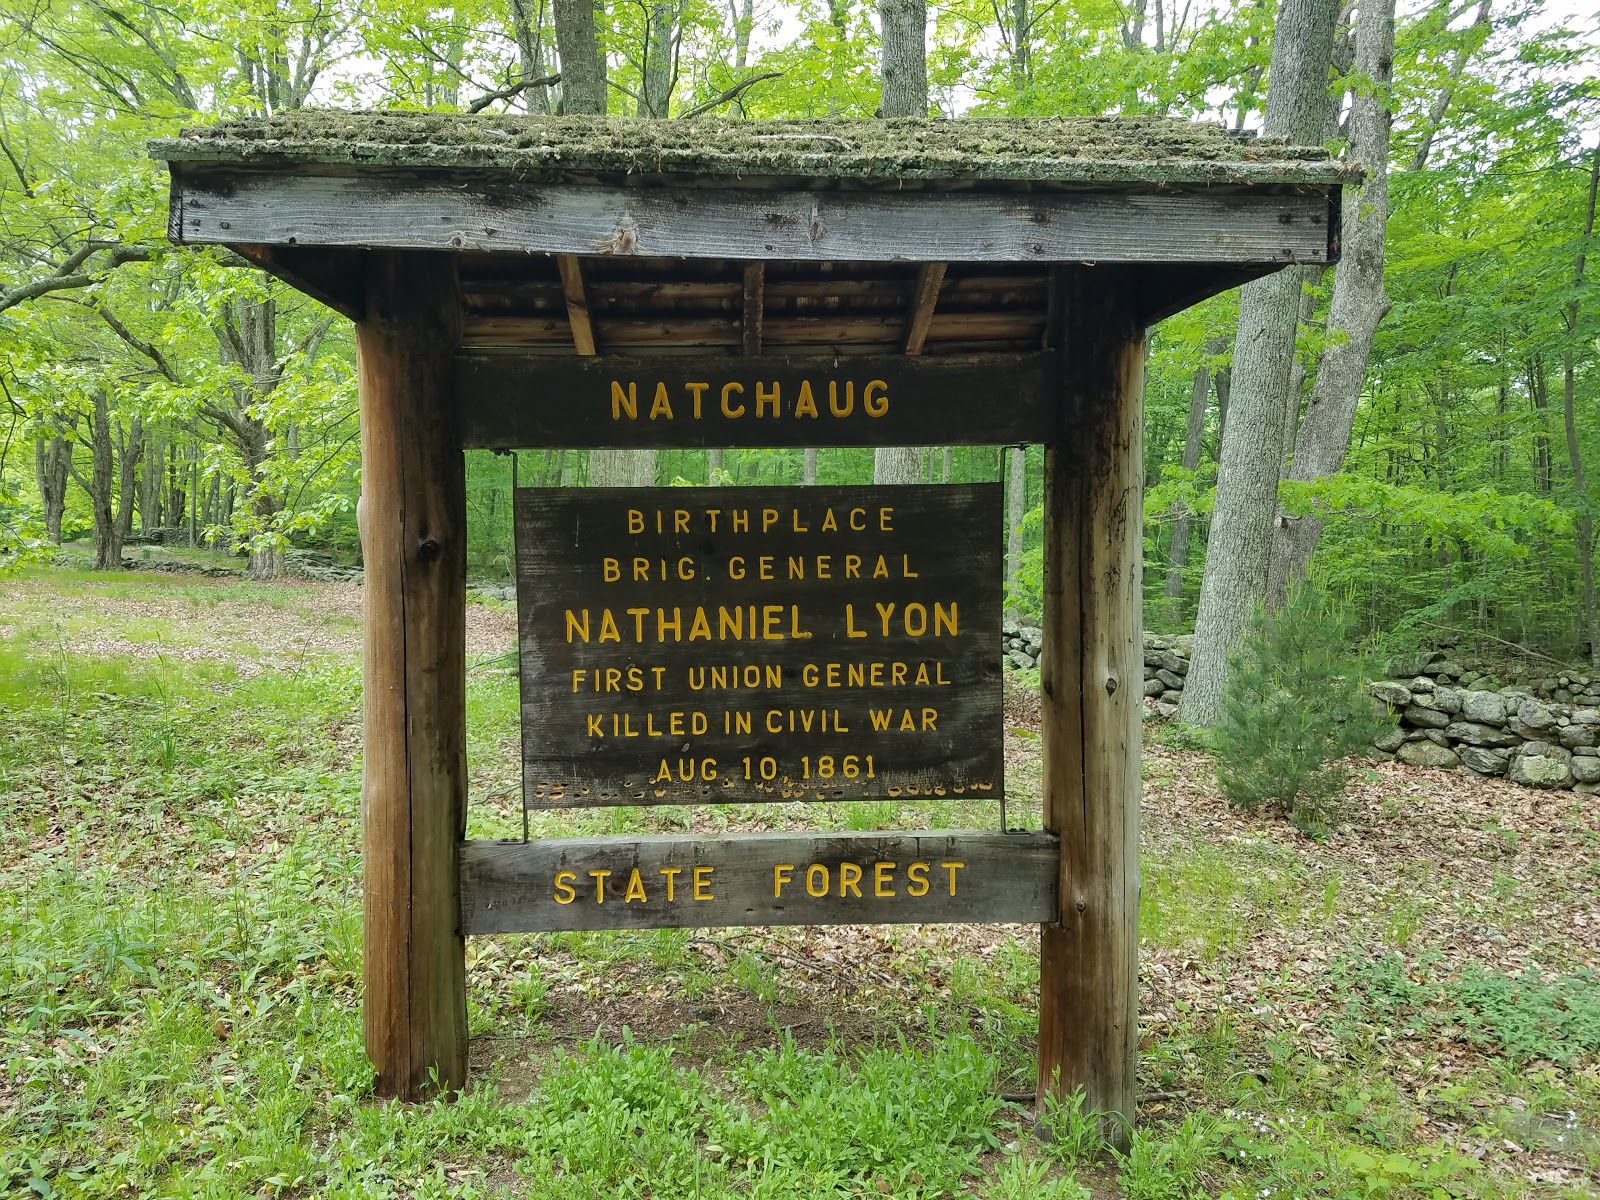 NATCHAUG
BIRTHPLACE
BRIG. GENERAL
NATHANIEL LYON
FIRST UNION GENERAL
KILLED IN CIVIL WAR
AUG. 10, 1861
STATE FOREST